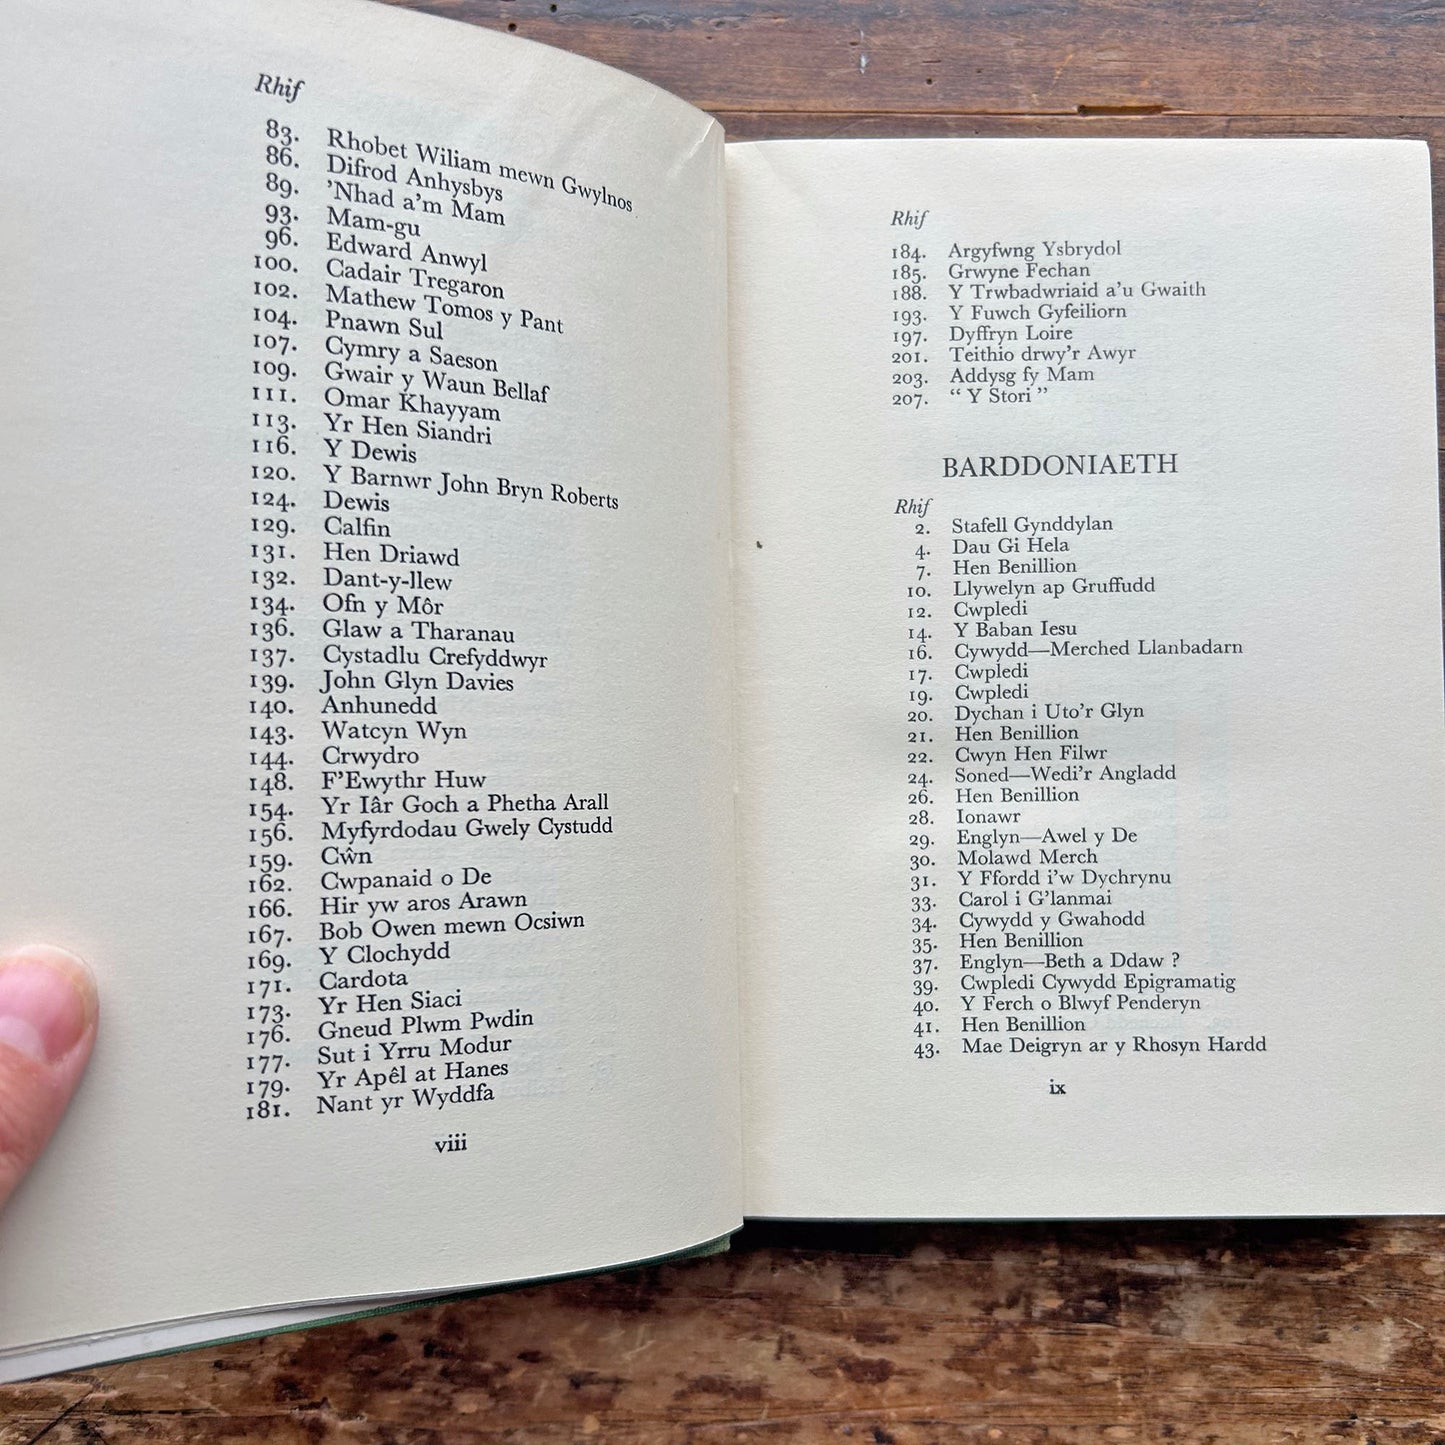 Rhif
83. Rhobet Wiliam mewn Gwylnos
86. Difrod Anhysbys
89. 'Nhad a'm Mam
93. Mam-gu
96. Edward Anwyl
100. Cadair Tregaron
102. Mathew Tomos y Pant
104. Pnawn Sul
107. Cymry a Saeson
109. Gwair y Waun Bellaf
111. Omar Khayyam
113. Yr Hen Siandri
116. Y Dewis
120. Y Barnwr John Bryn Roberts
124. Dewis
129. Calfin
131. Hen Driawd
132. Dant-y-llew
134. Ofn y Môr
136. Glaw a Tharanau
137. Cystadlu Crefyddwyr
139. John Glyn Davies
140. Anhunedd
143. Watcyn Wyn
144. Crwydro
148. F'Ewythr Huw
154. Yr Iâr Goch a Phetha Arall
156. Myfyrdodau Gwely Cystudd
159. Cŵn
162. Cwpanaid o De
166. Hir yw aros Arawn
167. Bob Owen mewn Ocsiwn
169. Y Clochydd
171. Cardota
173. Yr Hen Siaci
176. Gneud Plwm Pwdin
177. Sut i Yrru Modur
179. Yr Apêl at Hanes
181. Nant yr Wyddfa
viii
Rhif
184. Argyfwng Ysbrydol
185. Grwyne Fechan
188. Y Trwbadwriaid a'u Gwaith
193. Y Fuwch Gyfeiliorn
197. Dyffryn Loire
201. Teithio drwy'r Awyr
203. Addysg fy Mam
207. "Y Stori"
BARDDONIAETH
Rhif
2. Stafell Gynddylan
4. Dau Gi Hela
7. Hen Benillion
10. Llywelyn ap Gruffudd
12. Cwpledi
14. Y Baban Iesu
16. Cywydd—Merched Llanbadarn
17. Cwpledi
19. Cwpledi
20. Dychan i Uto'r Glyn
21. Hen Benillion
22. Cwyn Hen Filwr
24. Soned—Wedi'r Angladd
26. Hen Benillion
28. Ionawr
29. Englyn—Awel y De
30. Molawd Merch
31. Y Ffordd i'w Dychrynu
33. Carol i G'lanmai
34. Cywydd y Gwahodd
35. Hen Benillion
37. Englyn—Beth a Ddaw ?
39. Cwpledi Cywydd Epigramatig
40. Y Ferch o Blwyf Penderyn
41. Hen Benillion
43. Mae Deigryn ar y Rhosyn Hardd
ix